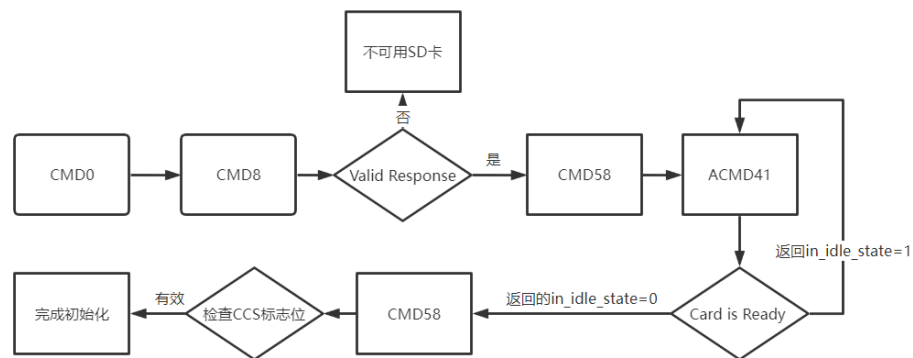 不可用SD卡
否
CMD0
CMD8
Valid Response
是
CMD58
ACMD41
返回in_idle_state=1
完成初始化
有效
检查CCS标志位
CMD58
返回的in_idle_state=0
Card is Ready